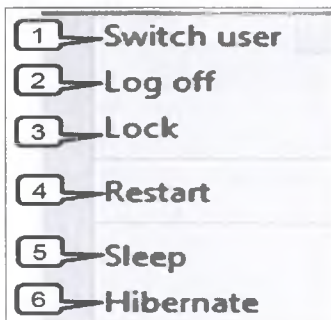 1 Switch user
2 Log off
3 Lock
4 Restart
5 Sleep
6 Hibernate